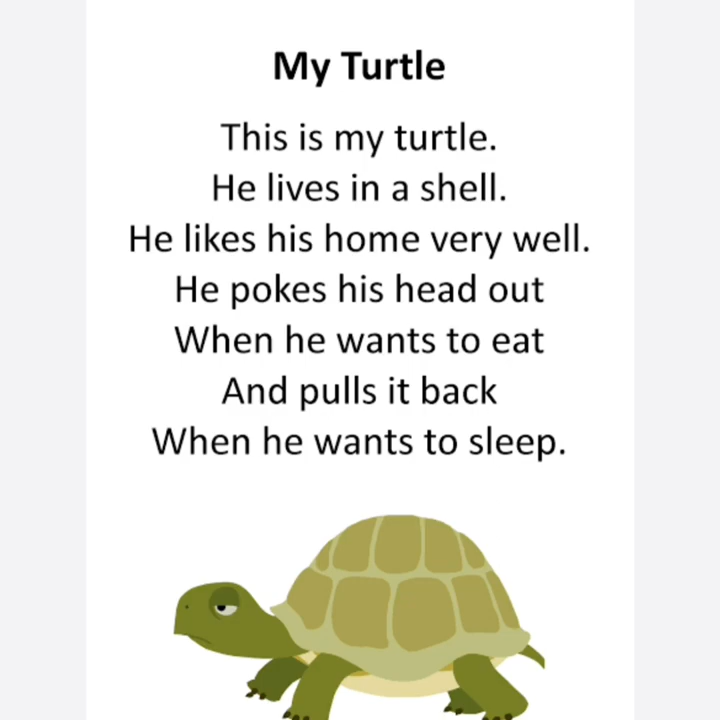 My Turtle
This is my turtle.
He lives in a shell.
He likes his home very well.
He pokes his head out
When he wants to eat
And pulls it back
When he wants to sleep.